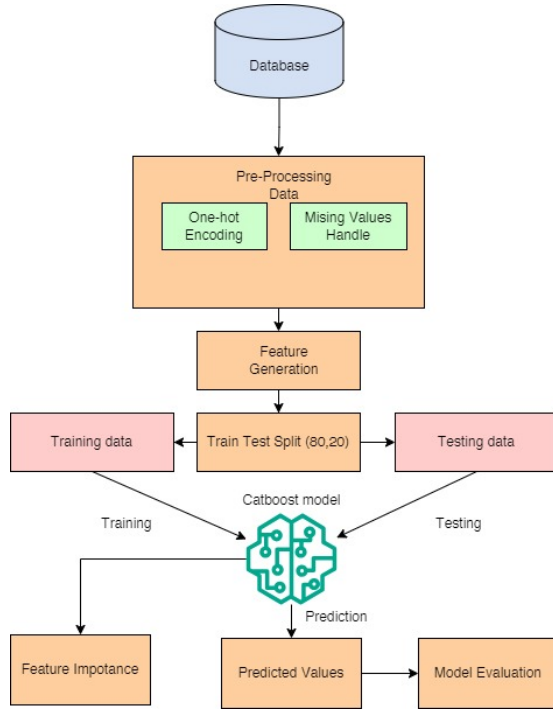 Database
Pre-Processing
Data
One-hot
Encoding
Mising Values
Handle
Feature
Generation
Training data
Train Test Split (80,20)
Testing data
Catboost model
Training
Testing
Prediction
Feature Impotance
Predicted Values
Model Evaluation